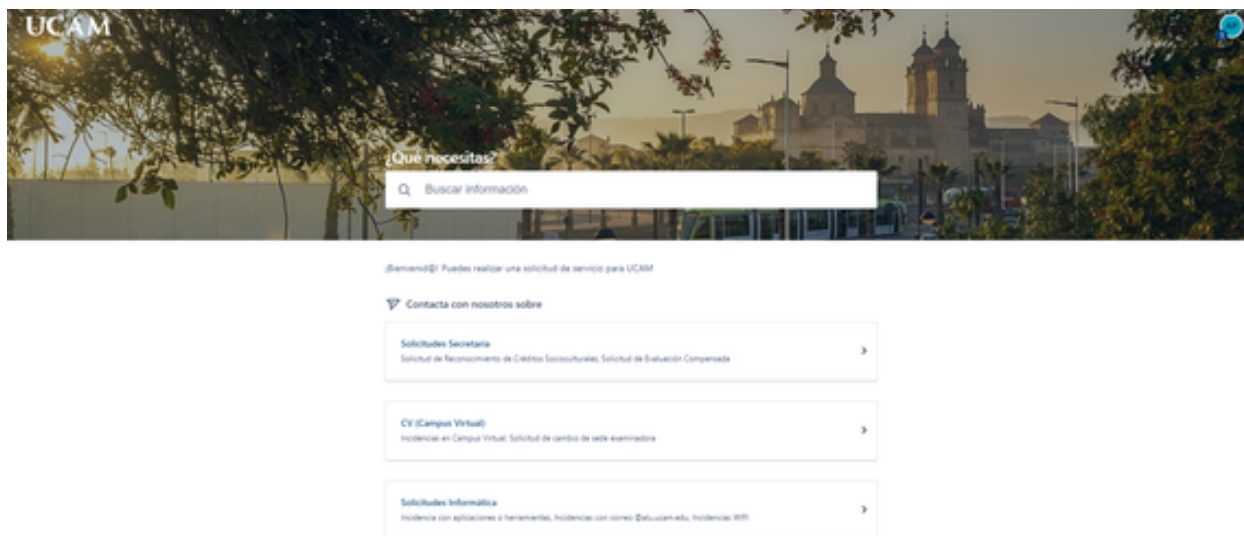 UCAM
¿Qué necesitas?
Buscar información
¡Bienvenid@! Puedes realizar una solicitud de servicio para UCAM
Contacta con nosotros sobre
Solicitudes Secretaria
Solicitud de Reconocimiento de Créditos Socioculturales, Solicitud de Evaluación Compensada
CV (Campus Virtual)
Incidencias en Campus Virtual, Solicitud de cambio de sede examinadora
Solicitudes Informática
Incidencia con aplicaciones o herramientas, Incidencias con correo @alu.ucam.edu, Incidencias WIFI